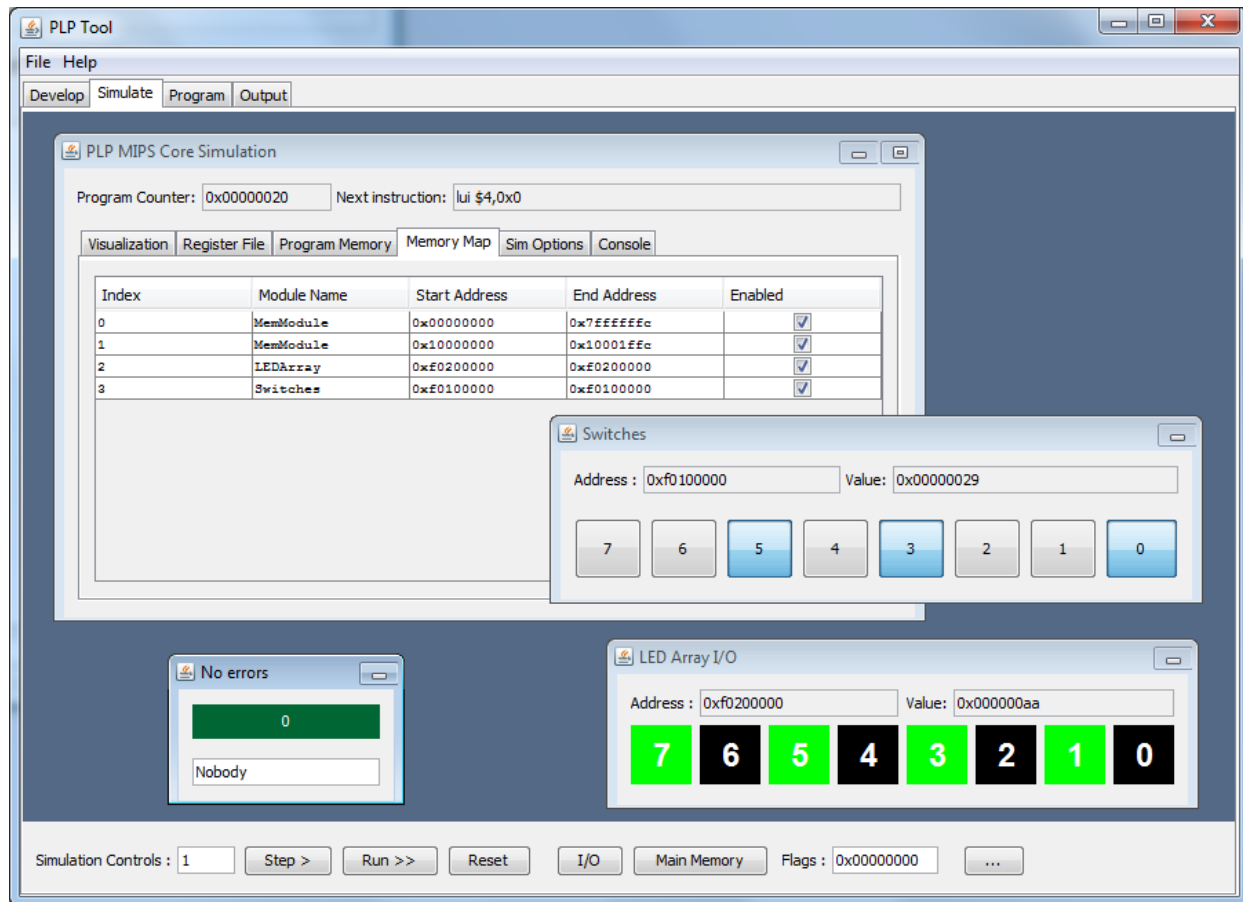 PLP Tool
File Help
Develop Simulate Program Output
PLP MIPS Core Simulation
Program Counter: 0x00000020 Next instruction: lui $4,0x0
Visualization Register File Program Memory Memory Map Sim Options Console
Index Module Name Start Address End Address Enabled
0 MemModule 0x00000000 0x7ffffffc
1 MemModule 0x10000000 0x10001ffc
2 LEDArray 0xf0200000 0xf0200000
3 Switches 0xf0100000 0xf0100000
Switches
Address : 0xf0100000 Value: 0x00000029
7 6 5 4 3 2 1 0
No errors
0
Nobody
LED Array I/O
Address : 0xf0200000 Value: 0x000000aa
7 6 5 4 3 2 1 0
Simulation Controls : 1 Step > Run >> Reset I/O Main Memory Flags : 0x00000000 ...